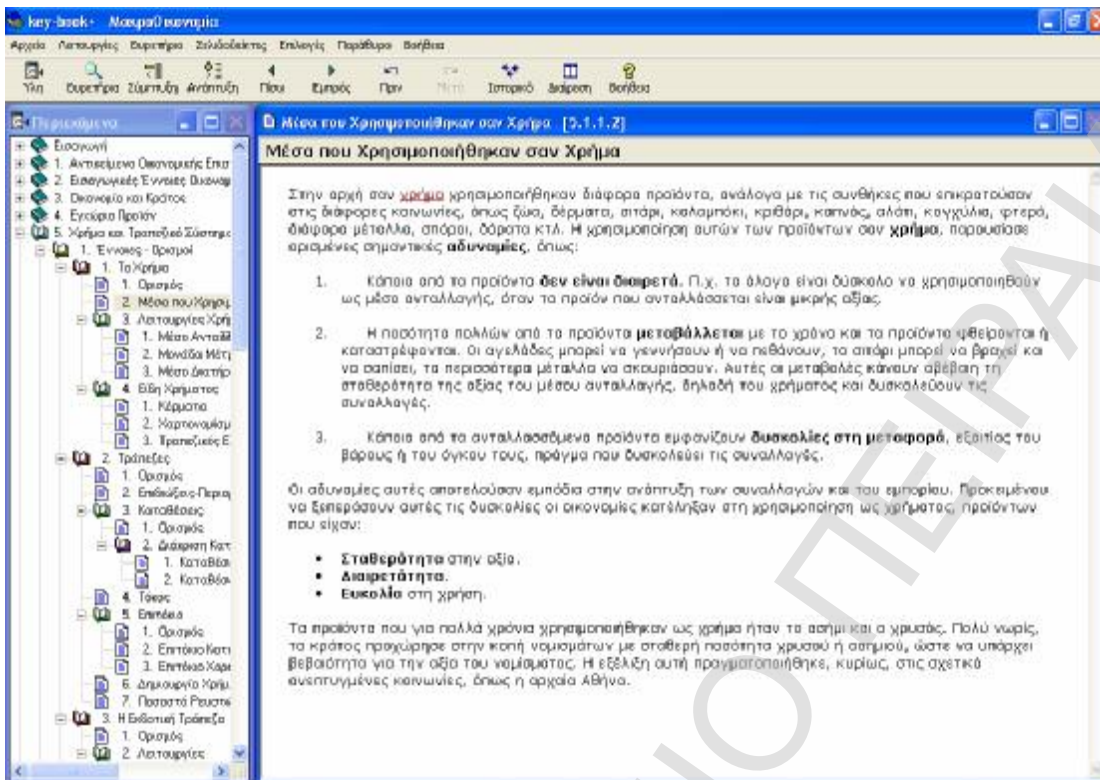 key-book+ ΜακροΟικονομία
Αρχείο Λειτουργίες Ευρετήριο Σελιδοδείκτες Επιλογές Παράθυρο Βοήθεια
Ύλη Ευρετήριο Σύμπτυξη Ανάπτυξη Πίσω Εμπρός Πριν Μετά Ιστορικό Διαίρεση Βοήθεια
Περιεχόμενα
Εισαγωγή
1. Αντικείμενο Οικονομικής Επισ
2. Εισαγωγικές Έννοιες Οικονομ
3. Οικονομία και Κράτος
4. Εγχώριο Προϊόν
5. Χρήμα και Τραπεζικό Σύστημα
1. Έννοιες - Ορισμοί
1. Το Χρήμα
1. Ορισμός
2. Μέσα που Χρησιμ
3. Λειτουργίες Χρή
1. Μέσο Ανταλλ
2. Μονάδα Μέτρ
3. Μέσο Διατήρ
4. Είδη Χρήματος
1. Κέρματα
2. Χαρτονομίσμ
3. Τραπεζικές Ε
2. Τράπεζες
1. Ορισμός
2. Επιδιώξεις-Περιορ
3. Καταθέσεις
1. Ορισμός
2. Διάκριση Κατ
1. Καταθέσ
2. Καταθέσ
4. Τόκος
5. Επιτόκιο
1. Ορισμός
2. Επιτόκιο Κατ
3. Επιτόκιο Χορ
6. Δημιουργία Χρήμ
7. Ποσοστό Ρευστο
3. Η Εκδοτική Τράπεζα
1. Ορισμός
2. Λειτουργίες
Μέσα που Χρησιμοποιήθηκαν σαν Χρήμα [5.1.1.2]
Μέσα που Χρησιμοποιήθηκαν σαν Χρήμα
Στην αρχή σαν χρήμα χρησιμοποιήθηκαν διάφορα προϊόντα, ανάλογα με τις συνθήκες που επικρατούσαν
στις διάφορες κοινωνίες, όπως ζώα, δέρματα, σιτάρι, καλαμπόκι, κριθάρι, καπνός, αλάτι, κογχύλια, φτερά,
διάφορα μέταλλα, σπόροι, δόρατα κτλ. Η χρησιμοποίηση αυτών των προϊόντων σαν χρήμα, παρουσίασε
ορισμένες σημαντικές αδυναμίες, όπως:
1. Κάποια από τα προϊόντα δεν είναι διαιρετά. Π.χ. τα άλογα είναι δύσκολο να χρησιμοποιηθούν
ως μέσο ανταλλαγής, όταν το προϊόν που ανταλλάσσεται είναι μικρής αξίας.
2. Η ποσότητα πολλών από τα προϊόντα μεταβάλλεται με το χρόνο και τα προϊόντα φθείρονται ή
καταστρέφονται. Οι αγελάδες μπορεί να γεννήσουν ή να πεθάνουν, το σιτάρι μπορεί να βραχεί και
να σαπίσει, τα περισσότερα μέταλλα να σκουριάσουν. Αυτές οι μεταβολές κάνουν αβέβαιη τη
σταθερότητα της αξίας του μέσου ανταλλαγής, δηλαδή του χρήματος και δυσκολεύουν τις
συναλλαγές.
3. Κάποια από τα ανταλλασσόμενα προϊόντα εμφανίζουν δυσκολίες στη μεταφορά, εξαιτίας του
βάρους ή του όγκου τους, πράγμα που δυσκολεύει τις συναλλαγές.
Οι αδυναμίες αυτές αποτελούσαν εμπόδια στην ανάπτυξη των συναλλαγών και του εμπορίου. Προκειμένου
να ξεπεράσουν αυτές τις δυσκολίες οι οικονομίες κατέληξαν στη χρησιμοποίηση ως χρήματος, προϊόντων
που είχαν:
• Σταθερότητα στην αξία.
• Διαιρετότητα.
• Ευκολία στη χρήση.
Τα προϊόντα που για πολλά χρόνια χρησιμοποιήθηκαν ως χρήμα ήταν το ασήμι και ο χρυσός. Πολύ νωρίς,
το κράτος προχώρησε στην κοπή νομισμάτων με σταθερή ποσότητα χρυσού ή ασημιού, ώστε να υπάρχει
βεβαιότητα για την αξία του νομίσματος. Η εξέλιξη αυτή πραγματοποιήθηκε, κυρίως, στις σχετικά
ανεπτυγμένες κοινωνίες, όπως η αρχαία Αθήνα.